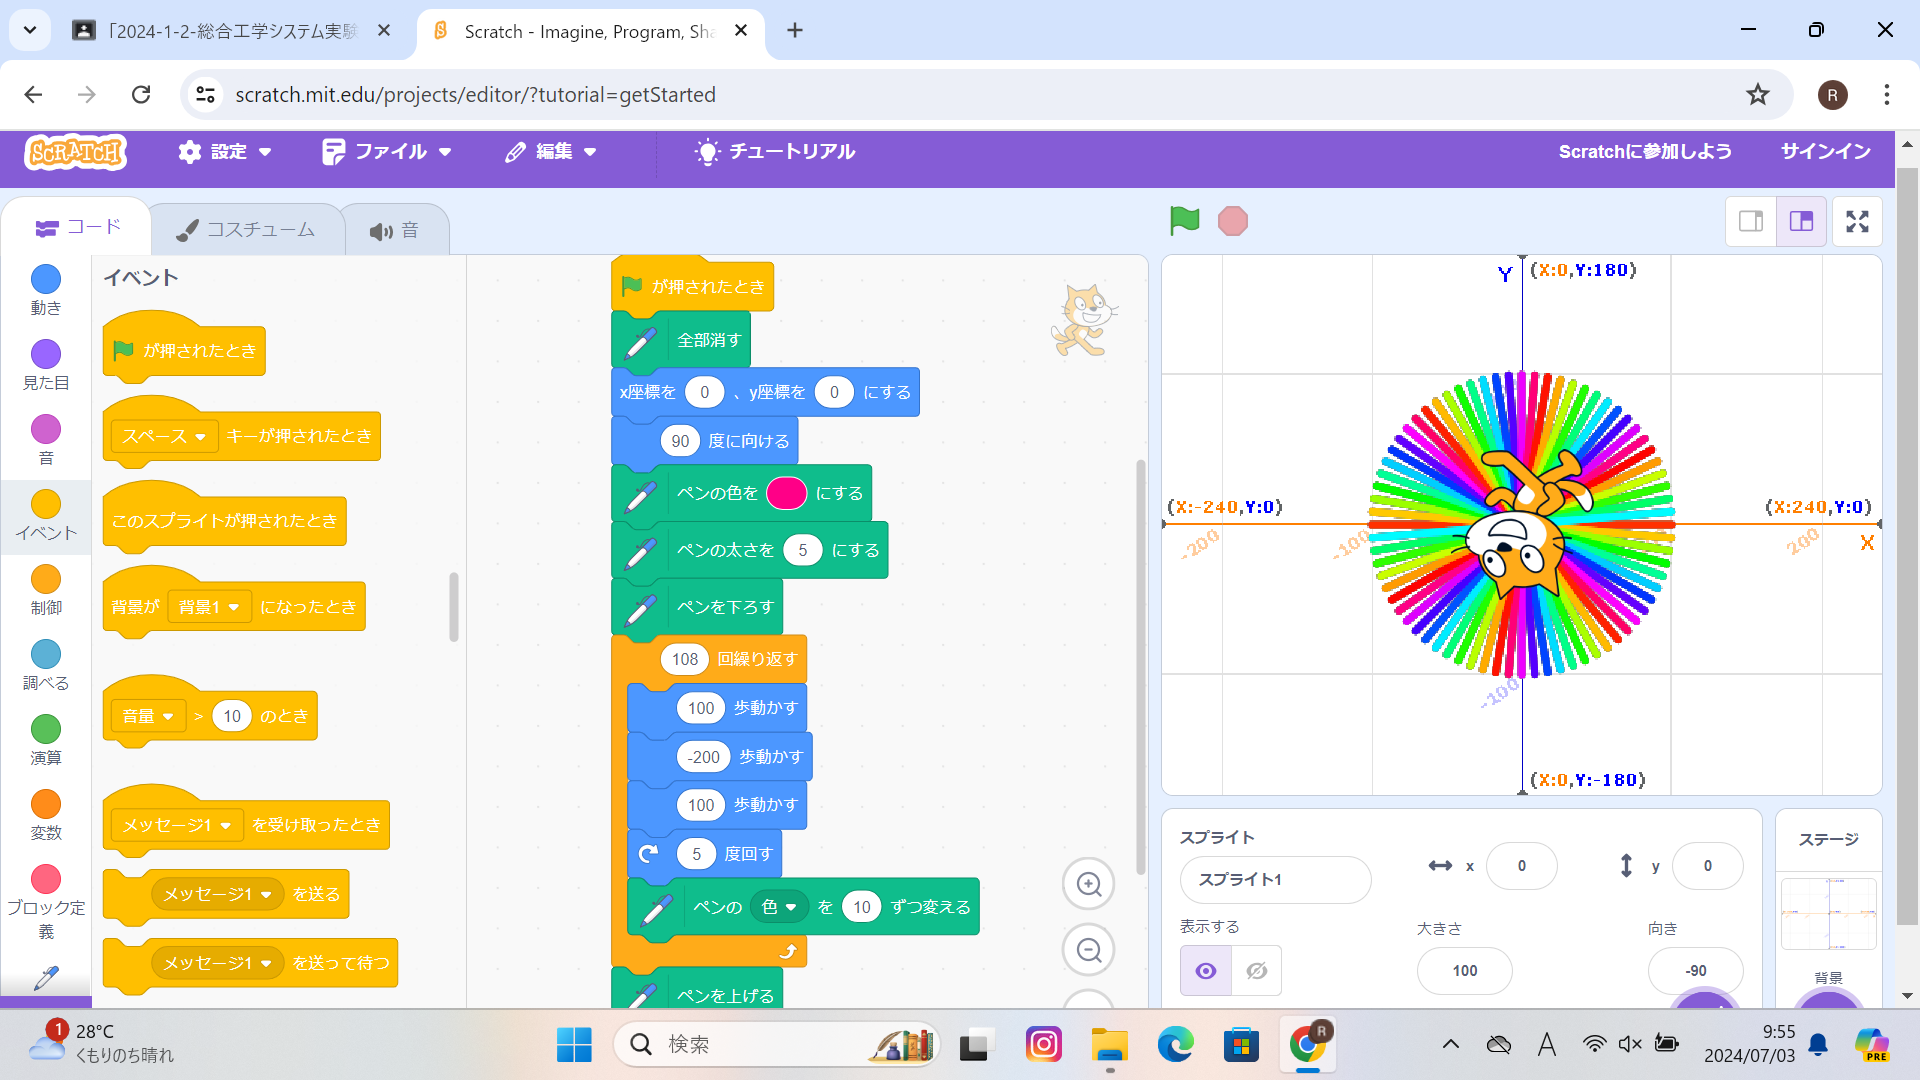 「2024-1-2-総合工学システム実験
Scratch - Imagine, Program, Sha
scratch.mit.edu/projects/editor/?tutorial=getStarted
R
SCRATCH
設定
ファイル
編集
チュートリアル
Scratchに参加しよう
サインイン
コード
コスチューム
音
動き
見た目
音
イベント
制御
調べる
演算
変数
ブロック定義
イベント
が押されたとき
スペース キーが押されたとき
このスプライトが押されたとき
背景が 背景1 になったとき
音量 > 10 のとき
メッセージ1 を受け取ったとき
メッセージ1 を送る
メッセージ1 を送って待つ
が押されたとき
全部消す
x座標を 0 、y座標を 0 にする
90 度に向ける
ペンの色を にする
ペンの太さを 5 にする
ペンを下ろす
108 回繰り返す
100 歩動かす
-200 歩動かす
100 歩動かす
5 度回す
ペンの 色 を 10 ずつ変える
ペンを上げる
Y
(X:0,Y:180)
(X:-240,Y:0)
(X:240,Y:0)
-200
-100
200
X
-100
(X:0,Y:-180)
スプライト
スプライト1
x 0
y 0
表示する
大きさ
100
向き
-90
ステージ
背景
1
28°C
くもりのち晴れ
検索
R
A
9:55
2024/07/03
PRE